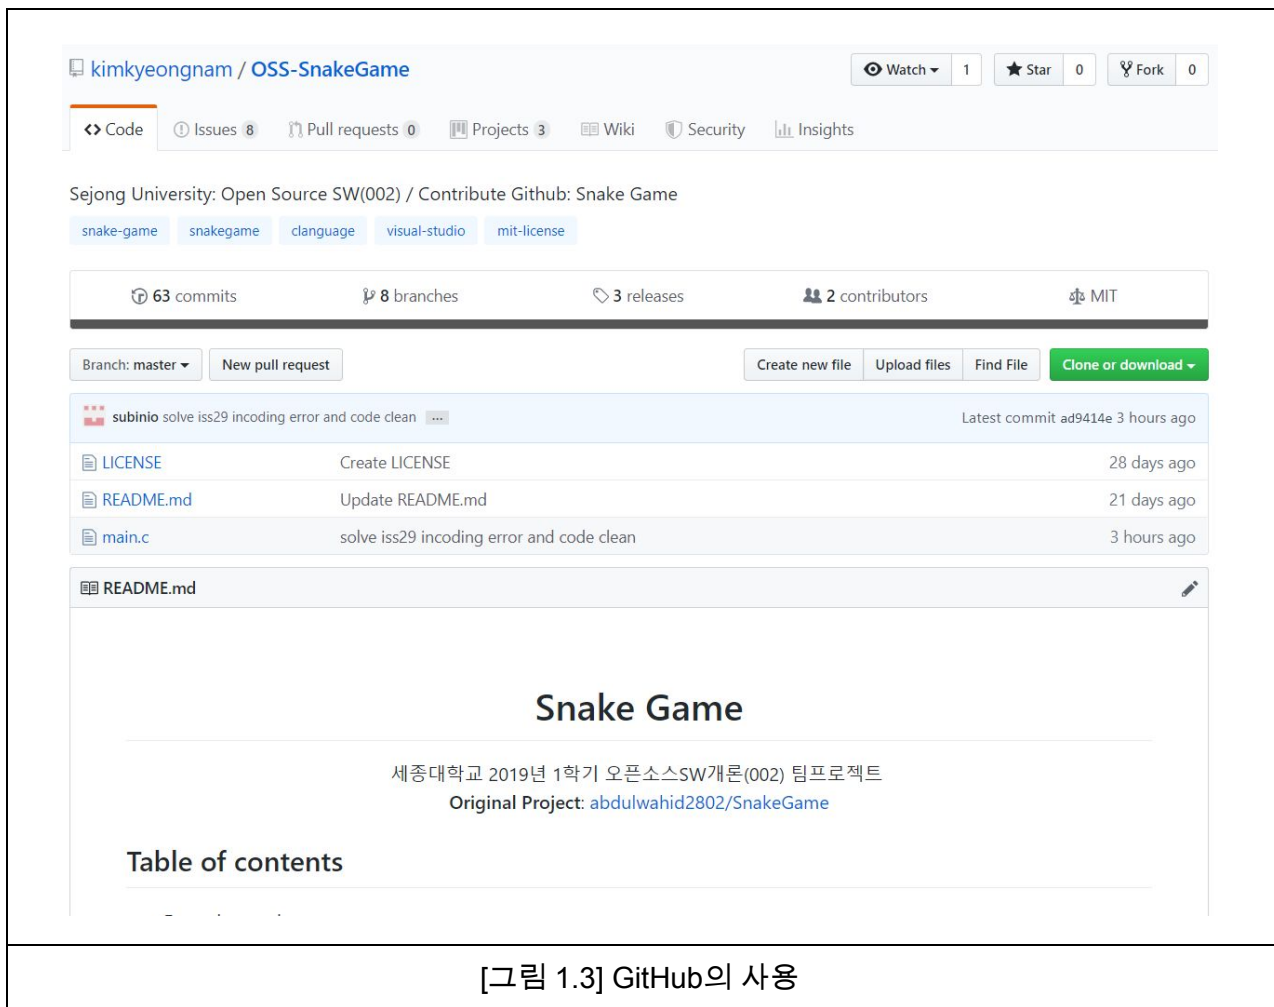 kimkyeongnam / OSS-SnakeGame
Watch 1 Star 0 Fork 0
Code Issues 8 Pull requests 0 Projects 3 Wiki Security Insights
Sejong University: Open Source SW(002) / Contribute Github: Snake Game
snake-game snakegame clanguage visual-studio mit-license
63 commits 8 branches 3 releases 2 contributors MIT
Branch: master New pull request Create new file Upload files Find File Clone or download
subinio solve iss29 incoding error and code clean ... Latest commit ad9414e 3 hours ago
LICENSE Create LICENSE 28 days ago
README.md Update README.md 21 days ago
main.c solve iss29 incoding error and code clean 3 hours ago
README.md
Snake Game
세종대학교 2019년 1학기 오픈소스SW개론(002) 팀프로젝트
Original Project: abdulwahid2802/SnakeGame
Table of contents
[그림 1.3] GitHub의 사용